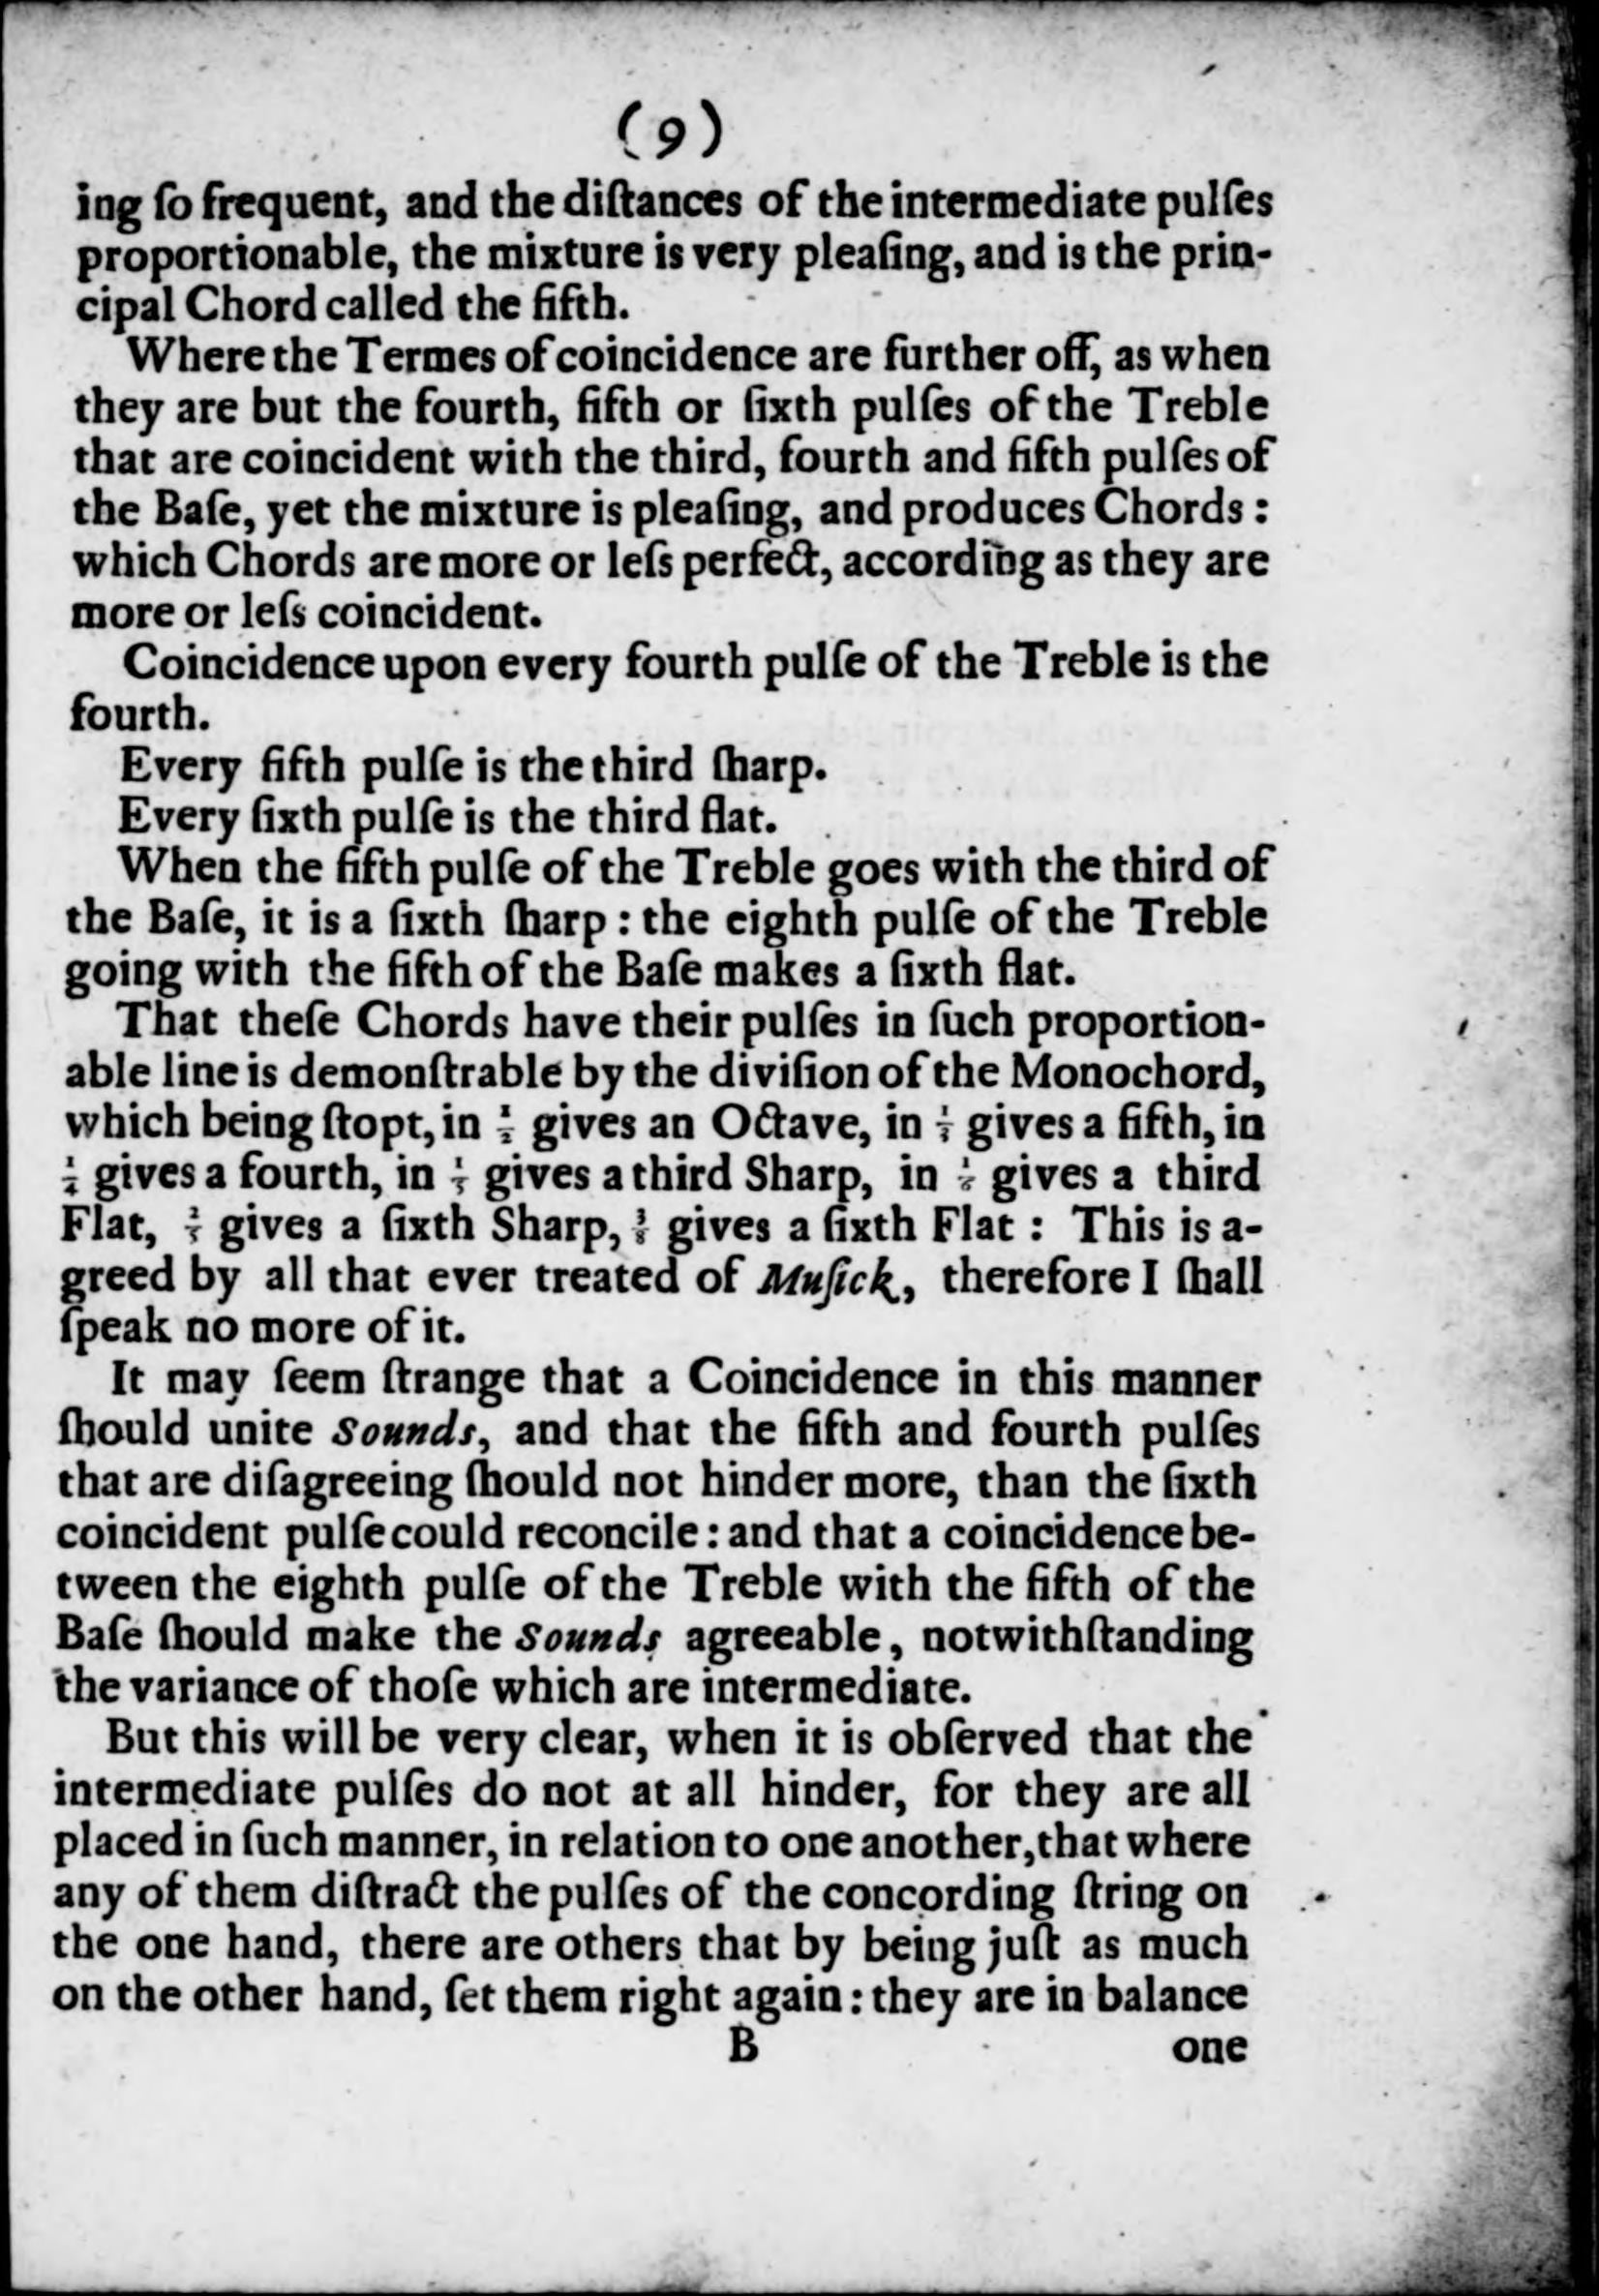 (9)
ing ſo frequent, and the diſtances of the intermediate pulſes
proportionable, the mixture is very pleaſing, and is the prin-
cipal Chord called the fifth.
Where the Termes of coincidence are further off, as when
they are but the fourth, fifth or ſixth pulſes of the Treble
that are coincident with the third, fourth and fifth pulſes of
the Baſe, yet the mixture is pleaſing, and produces Chords:
which Chords are more or leſs perfect, according as they are
more or leſs coincident.
Coincidence upon every fourth pulſe of the Treble is the
fourth.
Every fifth pulſe is the third ſharp.
Every ſixth pulſe is the third flat.
When the fifth pulſe of the Treble goes with the third of
the Baſe, it is a ſixth ſharp: the eighth pulſe of the Treble
going with the fifth of the Baſe makes a ſixth flat.
That theſe Chords have their pulſes in ſuch proportion-
able line is demonſtrable by the diviſion of the Monochord,
which being ſtopt, in ½ gives an Octave, in ⅓ gives a fifth, in
¼ gives a fourth, in ⅕ gives a third Sharp, in ⅙ gives a third
Flat, ⅖ gives a ſixth Sharp, ⅜ gives a ſixth Flat: This is a-
greed by all that ever treated of Muſick, therefore I ſhall
ſpeak no more of it.
It may ſeem ſtrange that a Coincidence in this manner
ſhould unite Sounds, and that the fifth and fourth pulſes
that are diſagreeing ſhould not hinder more, than the ſixth
coincident pulſe could reconcile: and that a coincidence be-
tween the eighth pulſe of the Treble with the fifth of the
Baſe ſhould make the Sounds agreeable, notwithſtanding
the variance of thoſe which are intermediate.
But this will be very clear, when it is obſerved that the
intermediate pulſes do not at all hinder, for they are all
placed in ſuch manner, in relation to one another, that where
any of them diſtract the pulſes of the concording ſtring on
the one hand, there are others that by being juſt as much
on the other hand, ſet them right again: they are in balance
B one